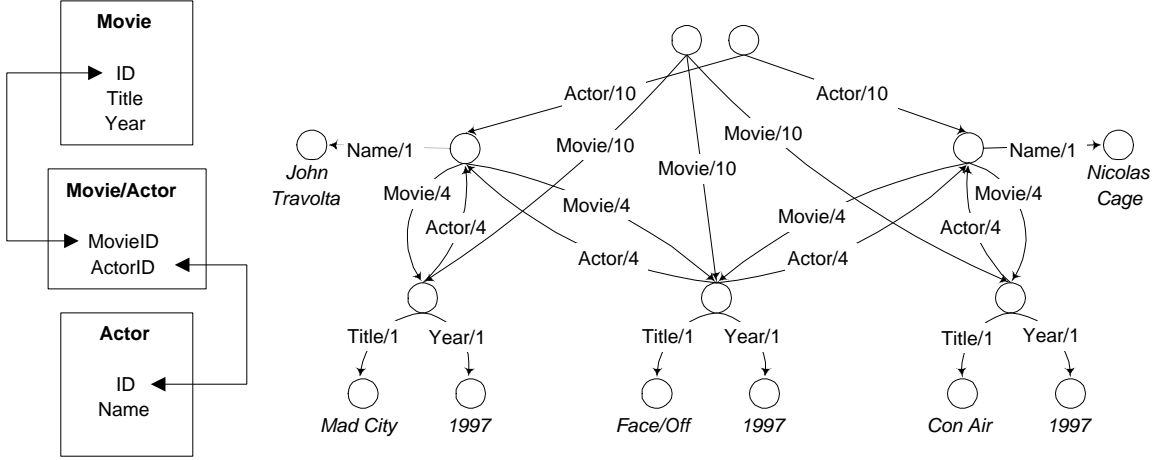 Movie
ID
Title
Year
Movie/Actor
MovieID
ActorID
Actor
ID
Name
Actor/10
Actor/10
Movie/10
Movie/10
Movie/10
Name/1
John
Travolta
Name/1
Nicolas
Cage
Movie/4
Actor/4
Movie/4
Actor/4
Movie/4
Actor/4
Movie/4
Actor/4
Title/1
Year/1
Title/1
Year/1
Title/1
Year/1
Mad City
1997
Face/Off
1997
Con Air
1997